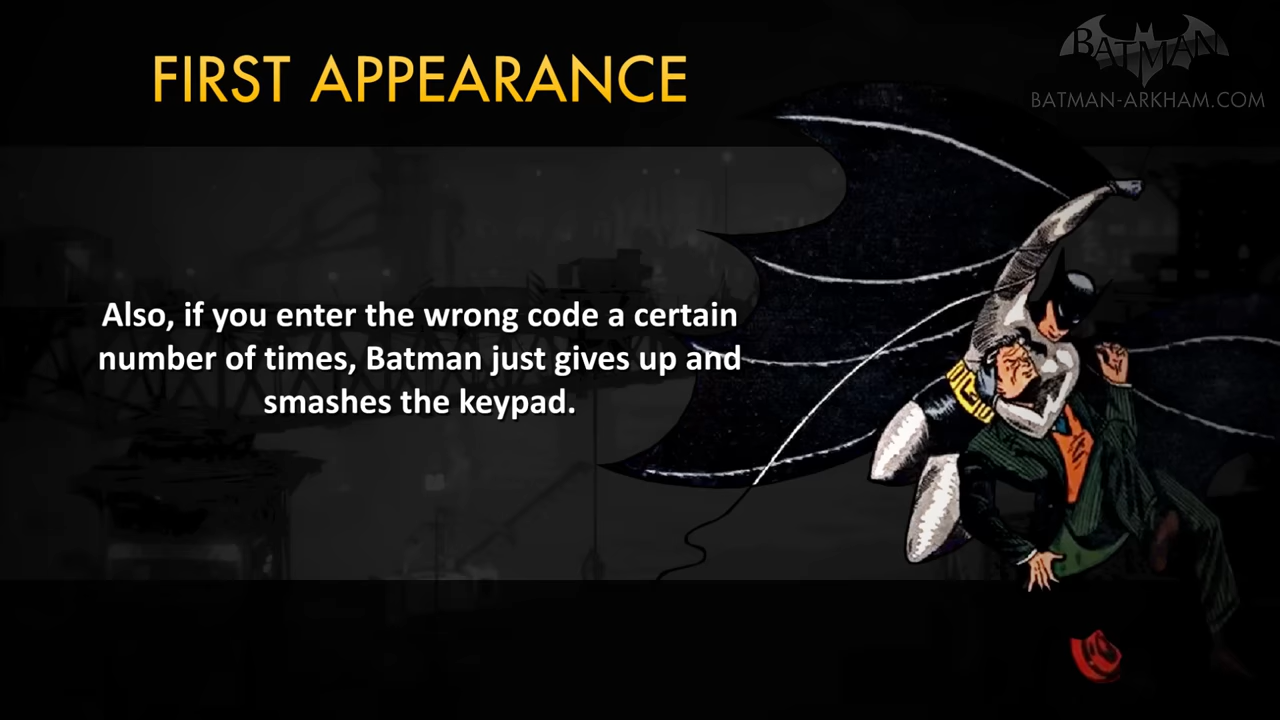 BATMAN
FIRST APPEARANCE
BATMAN-ARKHAM.COM
Also, if you enter the wrong code a certain
number of times, Batman just gives up and
smashes the keypad.